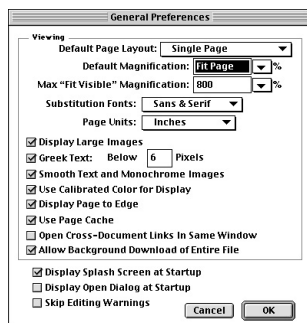 General Preferences
Viewing
Default Page Layout: Single Page
Default Magnification: Fit Page %
Max “Fit Visible” Magnification: 800 %
Substitution Fonts: Sans & Serif
Page Units: Inches
Display Large Images
Greek Text: Below 6 Pixels
Smooth Text and Monochrome Images
Use Calibrated Color for Display
Display Page to Edge
Use Page Cache
Open Cross-Document Links In Same Window
Allow Background Download of Entire File
Display Splash Screen at Startup
Display Open Dialog at Startup
Skip Editing Warnings
Cancel OK